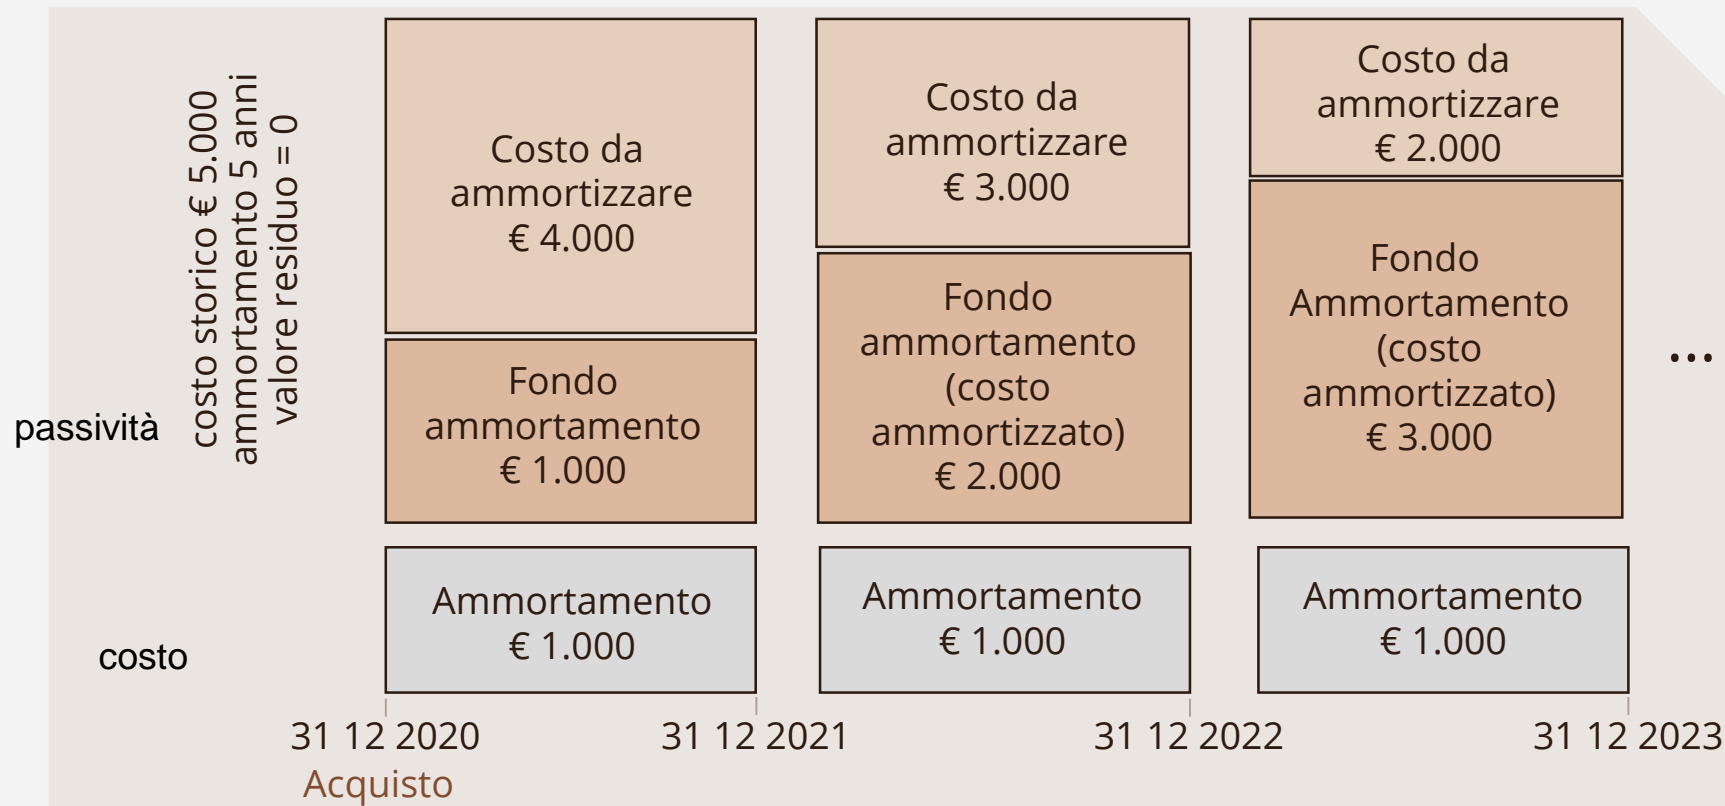 costo storico € 5.000
ammortamento 5 anni
valore residuo = 0
Costo da
ammortizzare
€ 4.000
Costo da
ammortizzare
€ 3.000
Costo da
ammortizzare
€ 2.000
passività
Fondo
ammortamento
€ 1.000
Fondo
ammortamento
(costo
ammortizzato)
€ 2.000
Fondo
Ammortamento
(costo
ammortizzato)
€ 3.000
...
costo
Ammortamento
€ 1.000
Ammortamento
€ 1.000
Ammortamento
€ 1.000
31 12 2020
31 12 2021
31 12 2022
31 12 2023
Acquisto